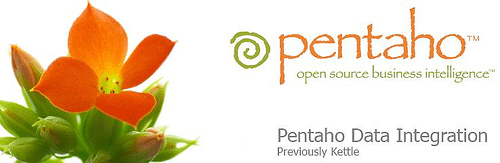 pentaho™
open source business intelligence™
Pentaho Data Integration
Previously Kettle